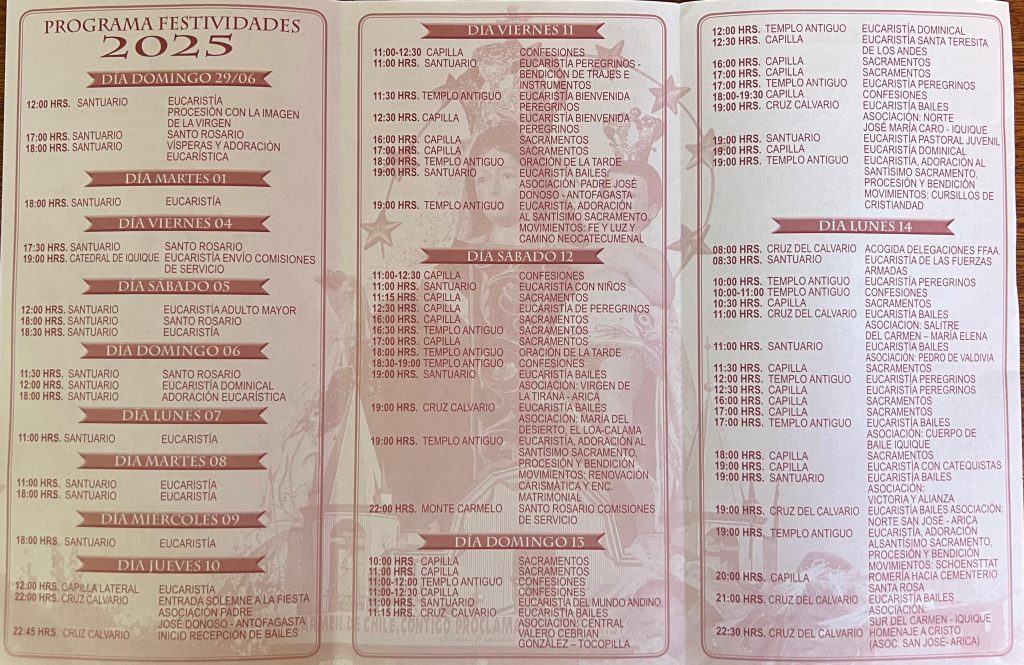 PROGRAMA FESTIVIDADES
2025
DÍA DOMINGO 29/06
12:00 HRS. SANTUARIO EUCARISTÍA
PROCESIÓN CON LA IMAGEN
DE LA VIRGEN
17:00 HRS. SANTUARIO SANTO ROSARIO
18:00 HRS. SANTUARIO VÍSPERAS Y ADORACIÓN
EUCARÍSTICA
DÍA MARTES 01
18:00 HRS. SANTUARIO EUCARISTÍA
DÍA VIERNES 04
17:30 HRS. SANTUARIO SANTO ROSARIO
19:00 HRS. CATEDRAL DE IQUIQUE EUCARISTÍA ENVÍO COMISIONES
DE SERVICIO
DÍA SÁBADO 05
12:00 HRS. SANTUARIO EUCARISTÍA ADULTO MAYOR
18:00 HRS. SANTUARIO SANTO ROSARIO
18:30 HRS. SANTUARIO EUCARISTÍA
DÍA DOMINGO 06
11:30 HRS. SANTUARIO SANTO ROSARIO
12:00 HRS. SANTUARIO EUCARISTÍA DOMINICAL
18:00 HRS. SANTUARIO ADORACIÓN EUCARÍSTICA
DÍA LUNES 07
11:00 HRS. SANTUARIO EUCARISTÍA
DÍA MARTES 08
11:00 HRS. SANTUARIO EUCARISTÍA
18:00 HRS. SANTUARIO EUCARISTÍA
DÍA MIERCOLES 09
18:00 HRS. SANTUARIO EUCARISTÍA
DÍA JUEVES 10
12:00 HRS. CAPILLA LATERAL EUCARISTÍA
22:00 HRS. CRUZ CALVARIO ENTRADA SOLEMNE A LA FIESTA
ASOCIACION PADRE
JOSÉ DONOSO - ANTOFAGASTA
22:45 HRS. CRUZ CALVARIO INICIO RECEPCIÓN DE BAILES
DÍA VIERNES 11
11:00-12:30 CAPILLA CONFESIONES
11:00 HRS. SANTUARIO EUCARISTÍA PEREGRINOS -
BENDICIÓN DE TRAJES E
INSTRUMENTOS
11:30 HRS. TEMPLO ANTIGUO EUCARISTÍA BIENVENIDA
PEREGRINOS
12:30 HRS. CAPILLA EUCARISTÍA BIENVENIDA
PEREGRINOS
16:00 HRS. CAPILLA SACRAMENTOS
17:00 HRS. CAPILLA SACRAMENTOS
18:00 HRS. TEMPLO ANTIGUO ORACIÓN DE LA TARDE
19:00 HRS. SANTUARIO EUCARISTÍA BAILES
ASOCIACIÓN: PADRE JOSÉ
DONOSO - ANTOFAGASTA
19:00 HRS. TEMPLO ANTIGUO EUCARISTÍA, ADORACIÓN
AL SANTÍSIMO SACRAMENTO.
MOVIMIENTOS: FE Y LUZ Y
CAMINO NEOCATECUMENAL
DÍA SÁBADO 12
11:00-12:30 CAPILLA CONFESIONES
11:00 HRS. SANTUARIO EUCARISTÍA CON NIÑOS
11:15 HRS. CAPILLA SACRAMENTOS
12:30 HRS. CAPILLA EUCARISTÍA DE PEREGRINOS
16:00 HRS. CAPILLA SACRAMENTOS
16:30 HRS. TEMPLO ANTIGUO SACRAMENTOS
17:00 HRS. CAPILLA SACRAMENTOS
18:00 HRS. TEMPLO ANTIGUO ORACIÓN DE LA TARDE
18:30-19:00 TEMPLO ANTIGUO CONFESIONES
19:00 HRS. SANTUARIO EUCARISTÍA BAILES
ASOCIACIÓN: VIRGEN DE
LA TIRANA - ARICA
19:00 HRS. CRUZ CALVARIO EUCARISTÍA BAILES
ASOCIACIÓN: MARÍA DEL
DESIERTO, EL LOA-CALAMA
19:00 HRS. TEMPLO ANTIGUO EUCARISTÍA, ADORACIÓN AL
SANTÍSIMO SACRAMENTO,
PROCESIÓN Y BENDICIÓN
MOVIMIENTOS: RENOVACIÓN
CARISMÁTICA Y ENC.
MATRIMONIAL
22:00 HRS. MONTE CARMELO SANTO ROSARIO COMISIONES
DE SERVICIO
DÍA DOMINGO 13
10:00 HRS. CAPILLA SACRAMENTOS
11:00 HRS. CAPILLA SACRAMENTOS
11:00-12:00 TEMPLO ANTIGUO CONFESIONES
11:00-12:30 CAPILLA CONFESIONES
11:00 HRS. SANTUARIO EUCARISTÍA DEL MUNDO ANDINO.
11:15 HRS. CRUZ CALVARIO EUCARISTÍA BAILES
ASOCIACION: CENTRAL
VALERO CEBRIAN
GONZÁLEZ – TOCOPILLA
CARMEN DE CHILE, CONTIGO PROCLAMA
12:00 HRS. TEMPLO ANTIGUO EUCARISTÍA DOMINICAL
12:30 HRS. CAPILLA EUCARISTÍA SANTA TERESITA
DE LOS ANDES
16:00 HRS. CAPILLA SACRAMENTOS
17:00 HRS. CAPILLA SACRAMENTOS
17:00 HRS. TEMPLO ANTIGUO EUCARISTÍA PEREGRINOS
18:00-19:30 CAPILLA CONFESIONES
19:00 HRS. CRUZ CALVARIO EUCARISTÍA BAILES
ASOCIACIÓN: NORTE
JOSÉ MARÍA CARO - IQUIQUE
19:00 HRS. SANTUARIO EUCARISTÍA PASTORAL JUVENIL
19:00 HRS. CAPILLA EUCARISTÍA DOMINICAL
19:00 HRS. TEMPLO ANTIGUO EUCARISTÍA, ADORACIÓN AL
SANTÍSIMO SACRAMENTO,
PROCESIÓN Y BENDICIÓN
MOVIMIENTOS: CURSILLOS DE
CRISTIANDAD
DÍA LUNES 14
08:00 HRS. CRUZ DEL CALVARIO ACOGIDA DELEGACIONES FFAA.
08:30 HRS. SANTUARIO EUCARISTÍA DE LAS FUERZAS
ARMADAS
10:00 HRS. TEMPLO ANTIGUO EUCARISTÍA PEREGRINOS
10:00-11:00 TEMPLO ANTIGUO CONFESIONES
10:30 HRS. CAPILLA SACRAMENTOS
11:00 HRS. CRUZ DEL CALVARIO EUCARISTÍA BAILES
ASOCIACION: SALITRE
DEL CARMEN – MARÍA ELENA
11:00 HRS. SANTUARIO EUCARISTÍA BAILES
ASOCIACIÓN: PEDRO DE VALDIVIA
11:30 HRS. CAPILLA SACRAMENTOS
12:00 HRS. TEMPLO ANTIGUO EUCARISTÍA PEREGRINOS
12:30 HRS. CAPILLA EUCARISTÍA PEREGRINOS
16:00 HRS. CAPILLA SACRAMENTOS
17:00 HRS. CAPILLA SACRAMENTOS
17:00 HRS. TEMPLO ANTIGUO EUCARISTÍA BAILES
ASOCIACIÓN: CUERPO DE
BAILE IQUIQUE
18:00 HRS. CAPILLA SACRAMENTOS
19:00 HRS. CAPILLA EUCARISTÍA CON CATEQUISTAS
19:00 HRS. SANTUARIO EUCARISTÍA BAILES
ASOCIACIÓN:
VICTORIA Y ALIANZA
19:00 HRS. CRUZ DEL CALVARIO EUCARISTÍA BAILES ASOCIACIÓN:
NORTE SAN JOSÉ - ARICA
19:00 HRS. TEMPLO ANTIGUO EUCARISTÍA, ADORACIÓN
ALSANTÍSIMO SACRAMENTO,
PROCESIÓN Y BENDICIÓN
MOVIMIENTOS: SCHOENSTTAT
20:00 HRS. CAPILLA ROMERÍA HACIA CEMENTERIO
SANTA ROSA
21:00 HRS. CRUZ DEL CALVARIO EUCARISTÍA BAILES
ASOCIACIÓN:
SUR DEL CARMEN - IQUIQUE
22:30 HRS. CRUZ DEL CALVARIO HOMENAJE A CRISTO
(ASOC. SAN JOSÉ- ARICA)